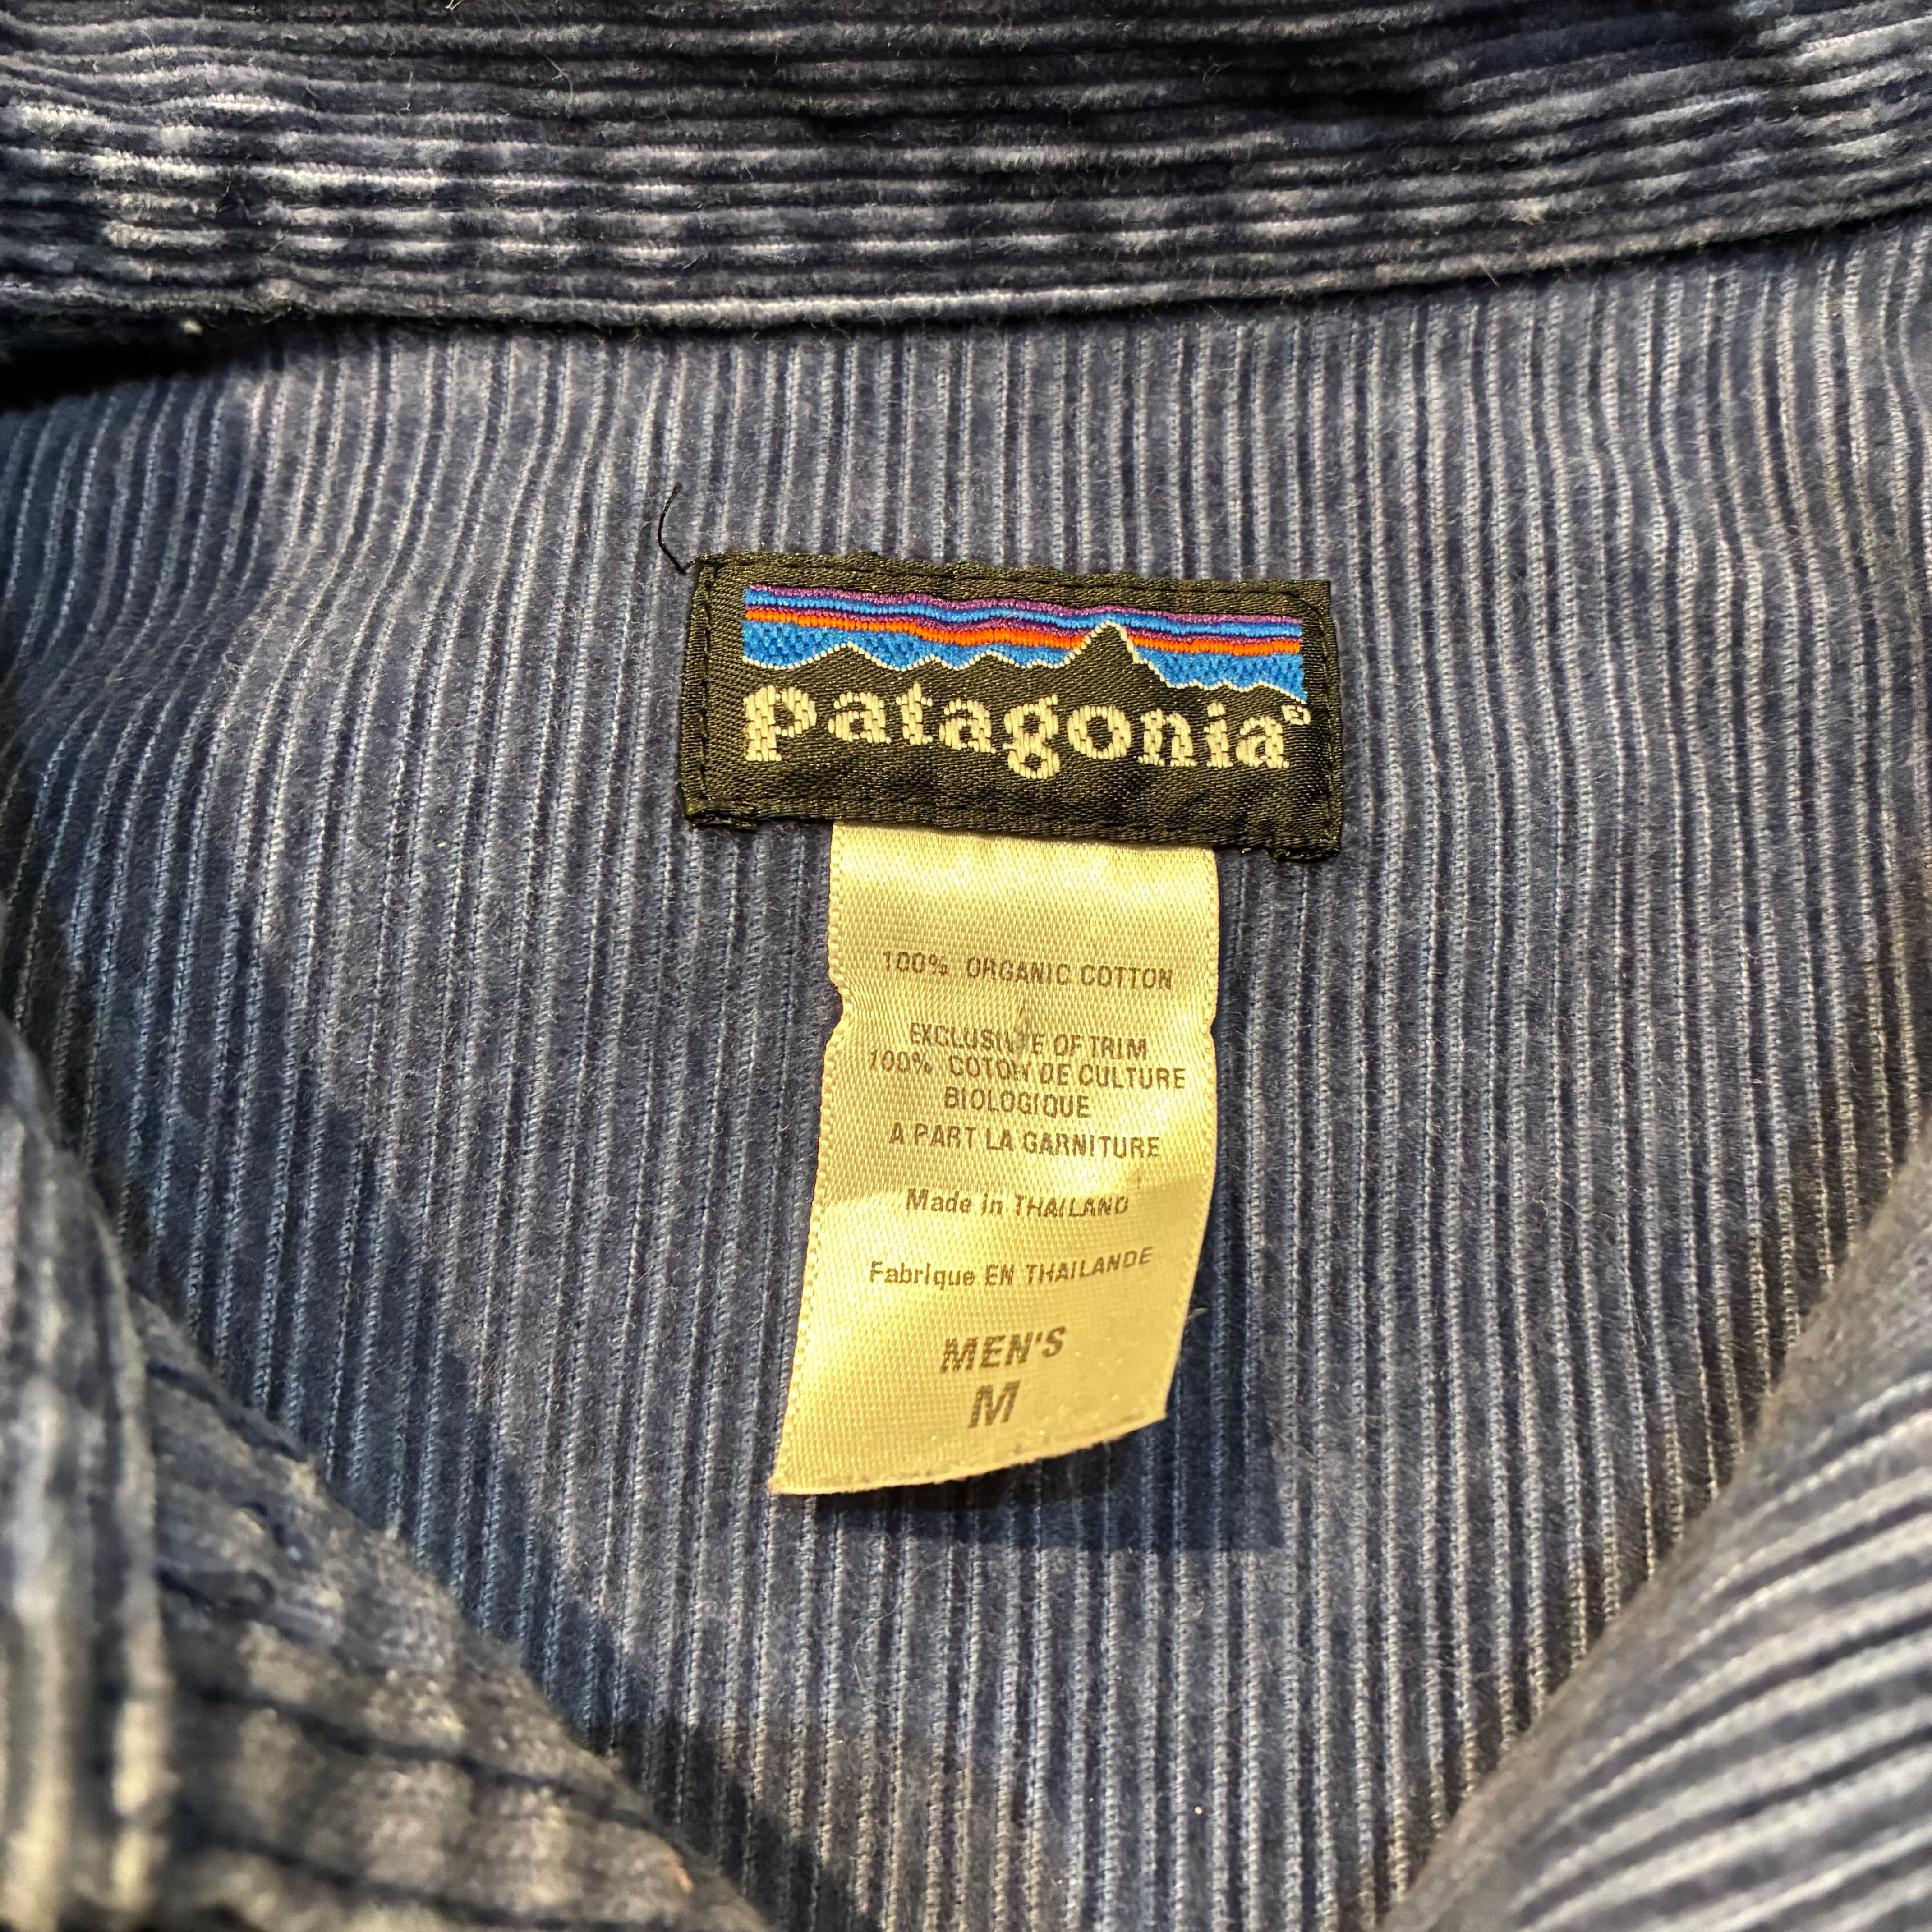 patagonia®
100% ORGANIC COTTON
EXCLUSIVE OF TRIM
100% COTON DE CULTURE
BIOLOGIQUE
A PART LA GARNITURE
Made in THAILAND
Fabrique EN THAILANDE
MEN'S
M